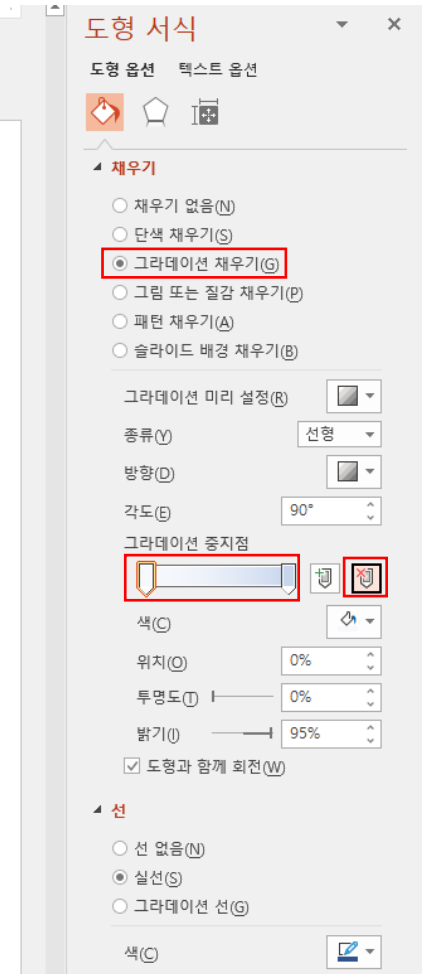 도형 서식
도형 옵션 텍스트 옵션
채우기
채우기 없음(N)
단색 채우기(S)
그라데이션 채우기(G)
그림 또는 질감 채우기(P)
패턴 채우기(A)
슬라이드 배경 채우기(B)
그라데이션 미리 설정(R)
종류(Y) 선형
방향(D)
각도(E) 90°
그라데이션 중지점
색(C)
위치(O) 0%
투명도(T) 0%
밝기(I) 95%
도형과 함께 회전(W)
선
선 없음(N)
실선(S)
그라데이션 선(G)
색(C)